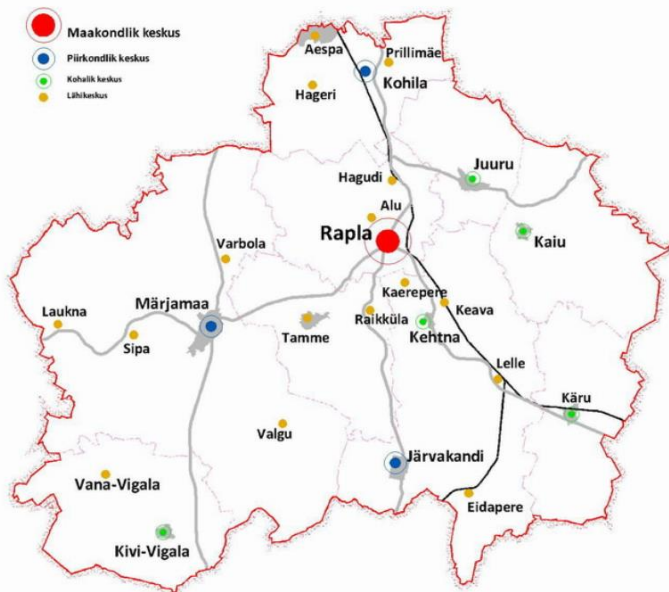 Maakondlik keskus
Piirkondlik keskus
Kohalik keskus
Lähikeskus
Aespa
Prillimäe
Kohila
Hageri
Juuru
Hagudi
Alu
Rapla
Kaiu
Varbola
Kaerepere
Keava
Laukna
Märjamaa
Raikküla
Sipa
Tamme
Kehtna
Lelle
Käru
Valgu
Järvakandi
Vana-Vigala
Eidapere
Kivi-Vigala